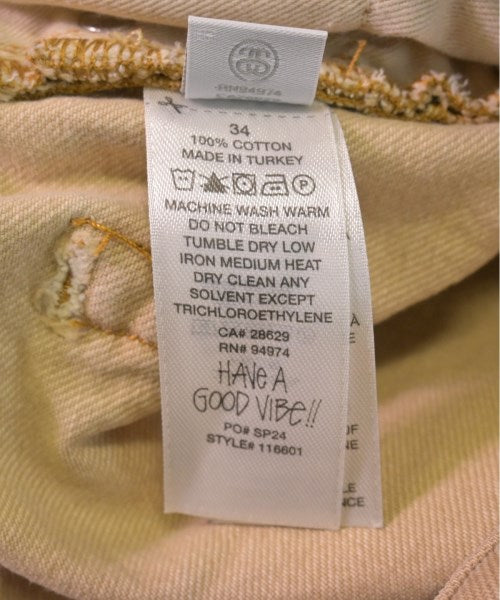 RN94974
34
100% COTTON
MADE IN TURKEY
MACHINE WASH WARM
DO NOT BLEACH
TUMBLE DRY LOW
IRON MEDIUM HEAT
DRY CLEAN ANY
SOLVENT EXCEPT
TRICHLOROETHYLENE
CA# 28629
RN# 94974
HAVE A
GOOD VIBE!!
PO# SP24
STYLE# 116601